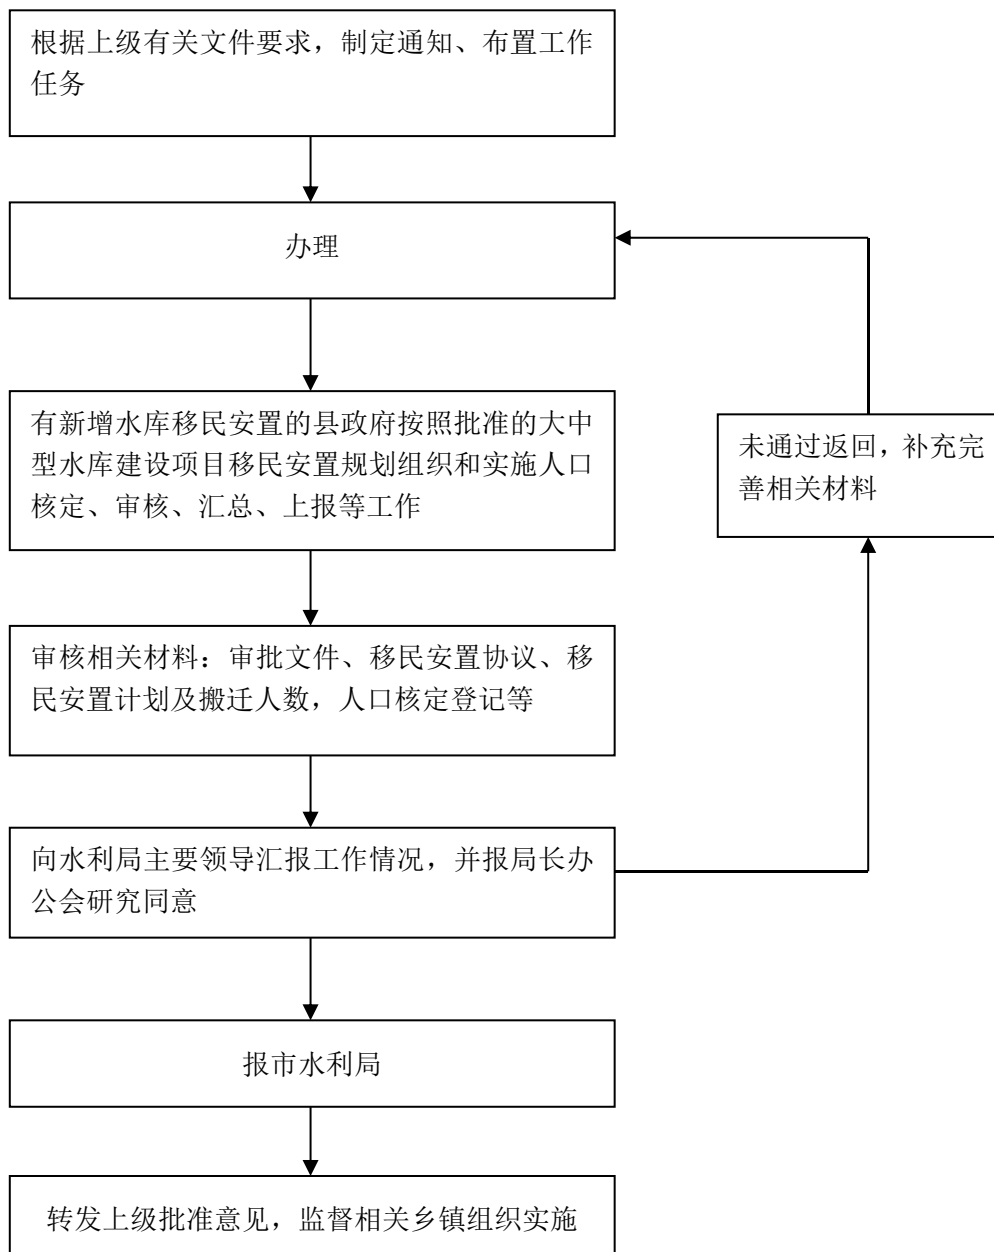 根据上级有关文件要求，制定通知、布置工作
任务
办理
有新增水库移民安置的县政府按照批准的大中
型水库建设项目移民安置规划组织和实施人口
核定、审核、汇总、上报等工作
未通过返回，补充完
善相关材料
审核相关材料：审批文件、移民安置协议、移
民安置计划及搬迁人数，人口核定登记等
向水利局主要领导汇报工作情况，并报局长办
公会研究同意
报市水利局
转发上级批准意见，监督相关乡镇组织实施